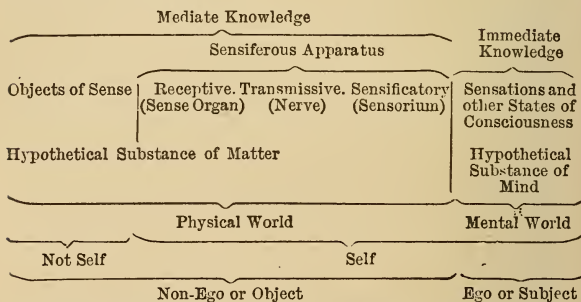 Mediate Knowledge
Immediate
Knowledge
Sensiferous Apparatus
Objects of Sense Receptive. Transmissive. Sensificatory Sensations and
(Sense Organ) (Nerve) (Sensorium) other States of
Consciousness
Hypothetical Substance of Matter Hypothetical
Substance of
Mind
Physical World Mental World
Not Self Self
Non-Ego or Object Ego or Subject